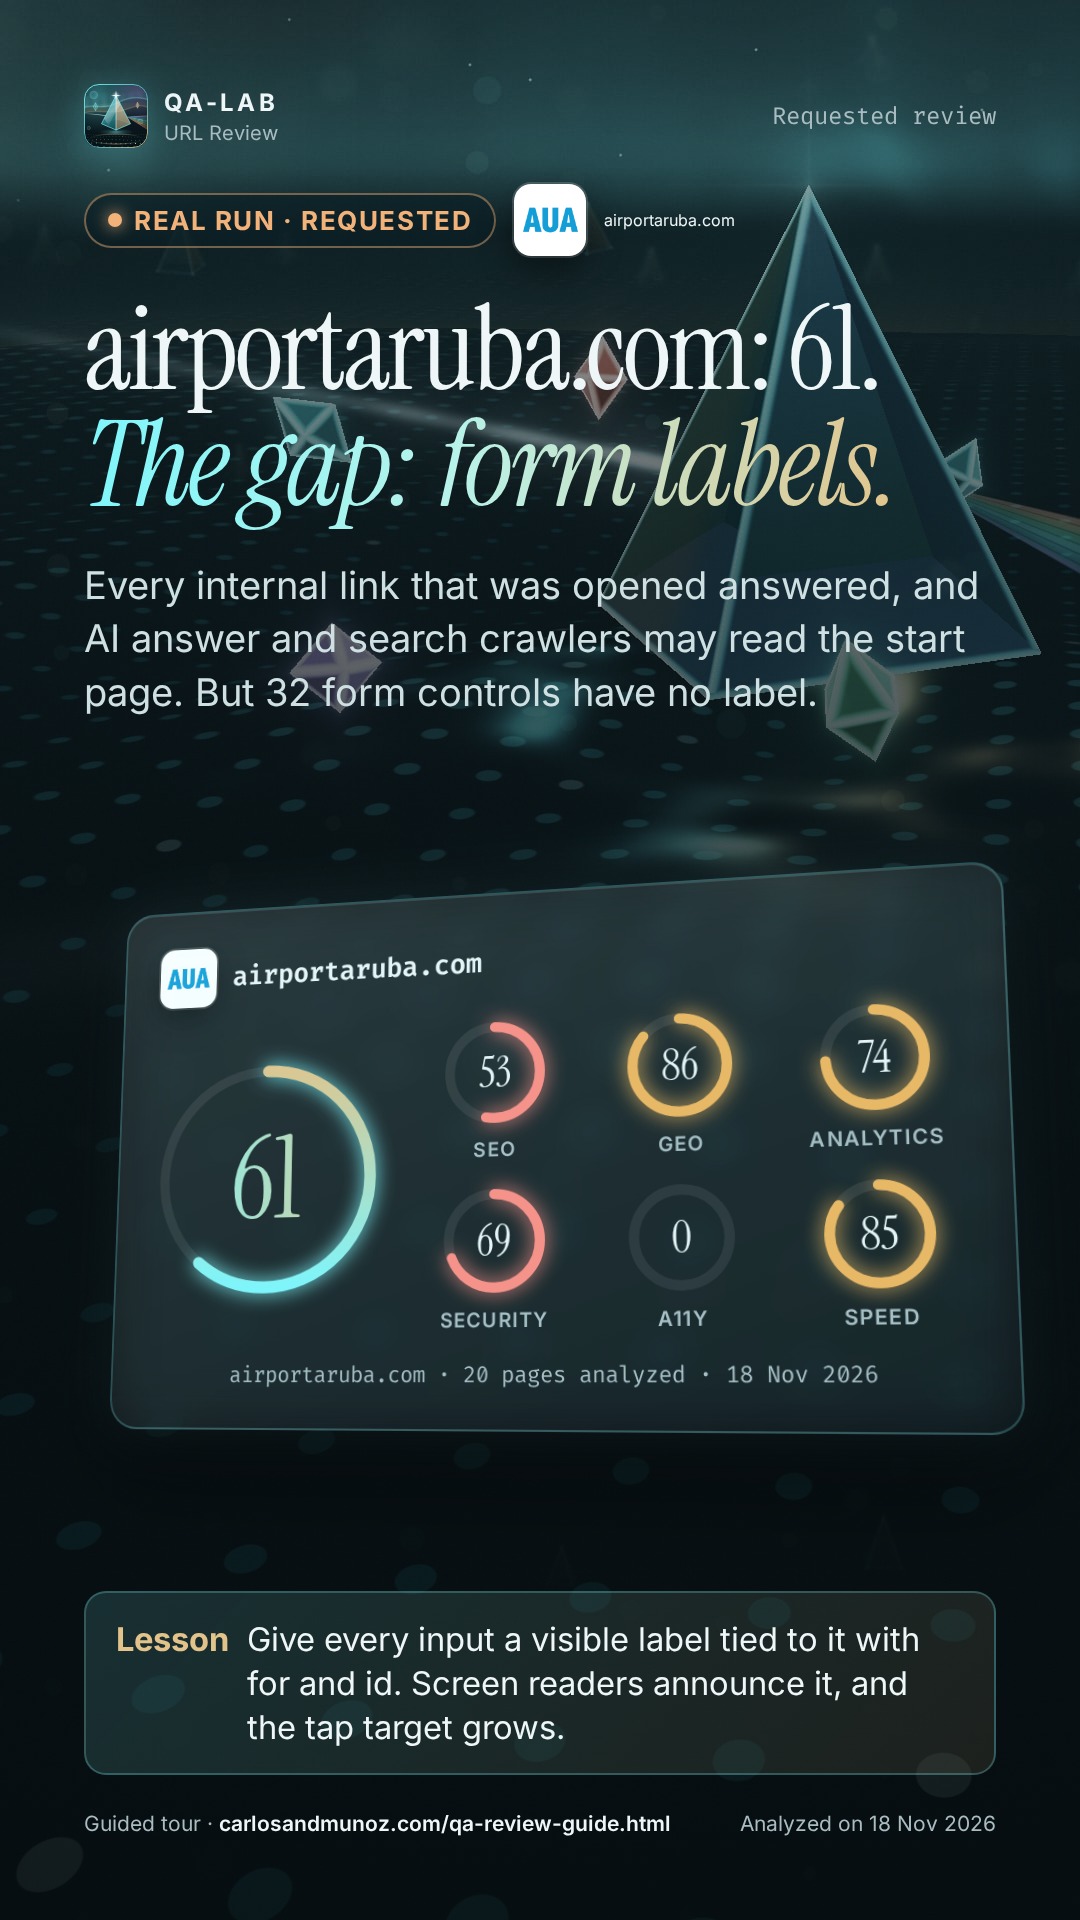 QA-LAB
URL Review
Requested review
REAL RUN · REQUESTED
AUA
airportaruba.com
airportaruba.com: 61.
The gap: form labels.
Every internal link that was opened answered, and
AI answer and search crawlers may read the start
page. But 32 form controls have no label.
AUA
airportaruba.com
61
53
SEO
86
GEO
74
ANALYTICS
69
SECURITY
0
A11Y
85
SPEED
airportaruba.com · 20 pages analyzed · 18 Nov 2026
Lesson Give every input a visible label tied to it with
for and id. Screen readers announce it, and
the tap target grows.
Guided tour · carlosandmunoz.com/qa-review-guide.html
Analyzed on 18 Nov 2026